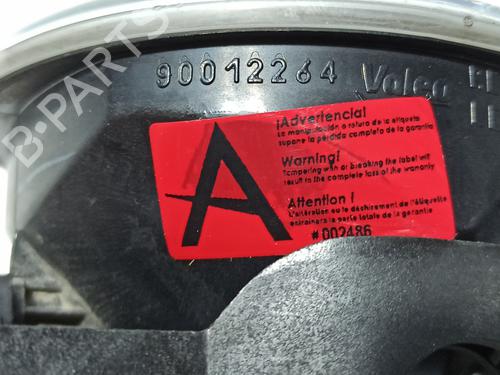 B-PARTS
90012264 Valeo
A
¡Advertencia!
La manipulación o rotura de la etiqueta
supone la pérdida completa de la garantía
Warning!
Tampering with or breaking the label will
result in the complete loss of the warranty
Attention !
L'altération ou le déchirement de l'étiquette
entraînera la perte totale de la garantie
# 002486